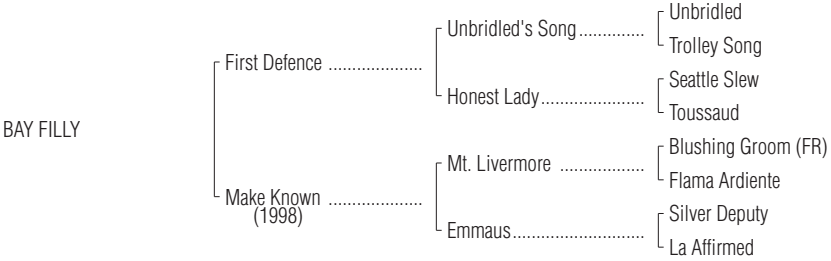 Unbridled
Unbridled's Song..............
Trolley Song
First Defence ....................
Seattle Slew
Honest Lady......................
Toussaud
BAY FILLY
Blushing Groom (FR)
Mt. Livermore ..................
Flama Ardiente
Make Known ....................
(1998)
Silver Deputy
Emmaus............................
La Affirmed